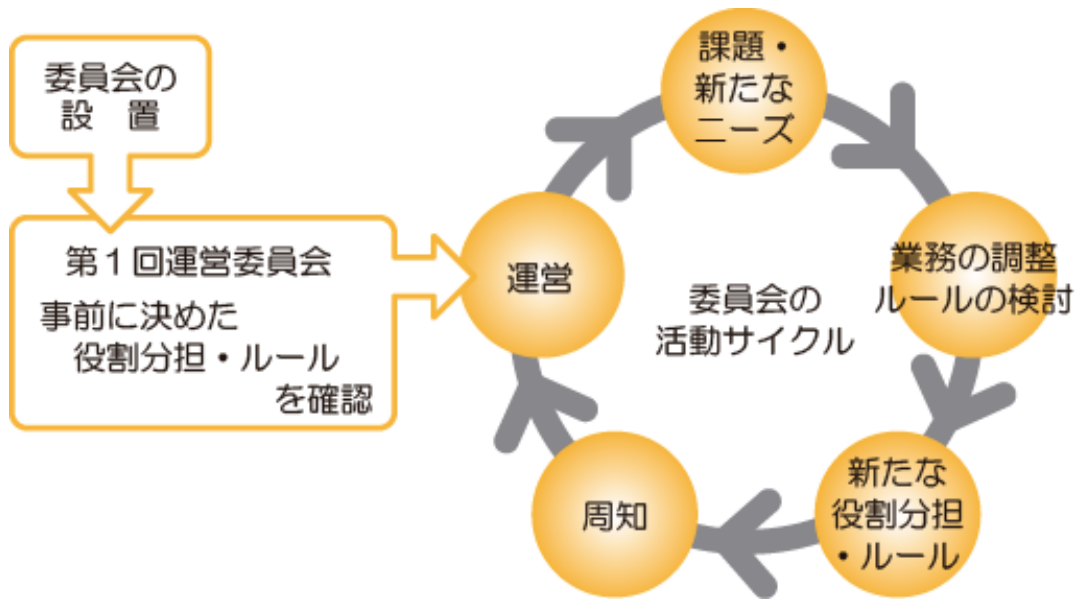 委員会の
設 置
第1回運営委員会
事前に決めた
役割分担・ルール
を確認
運営
課題・
新たな
ニーズ
業務の調整
ルールの検討
新たな
役割分担
・ルール
周知
委員会の
活動サイクル